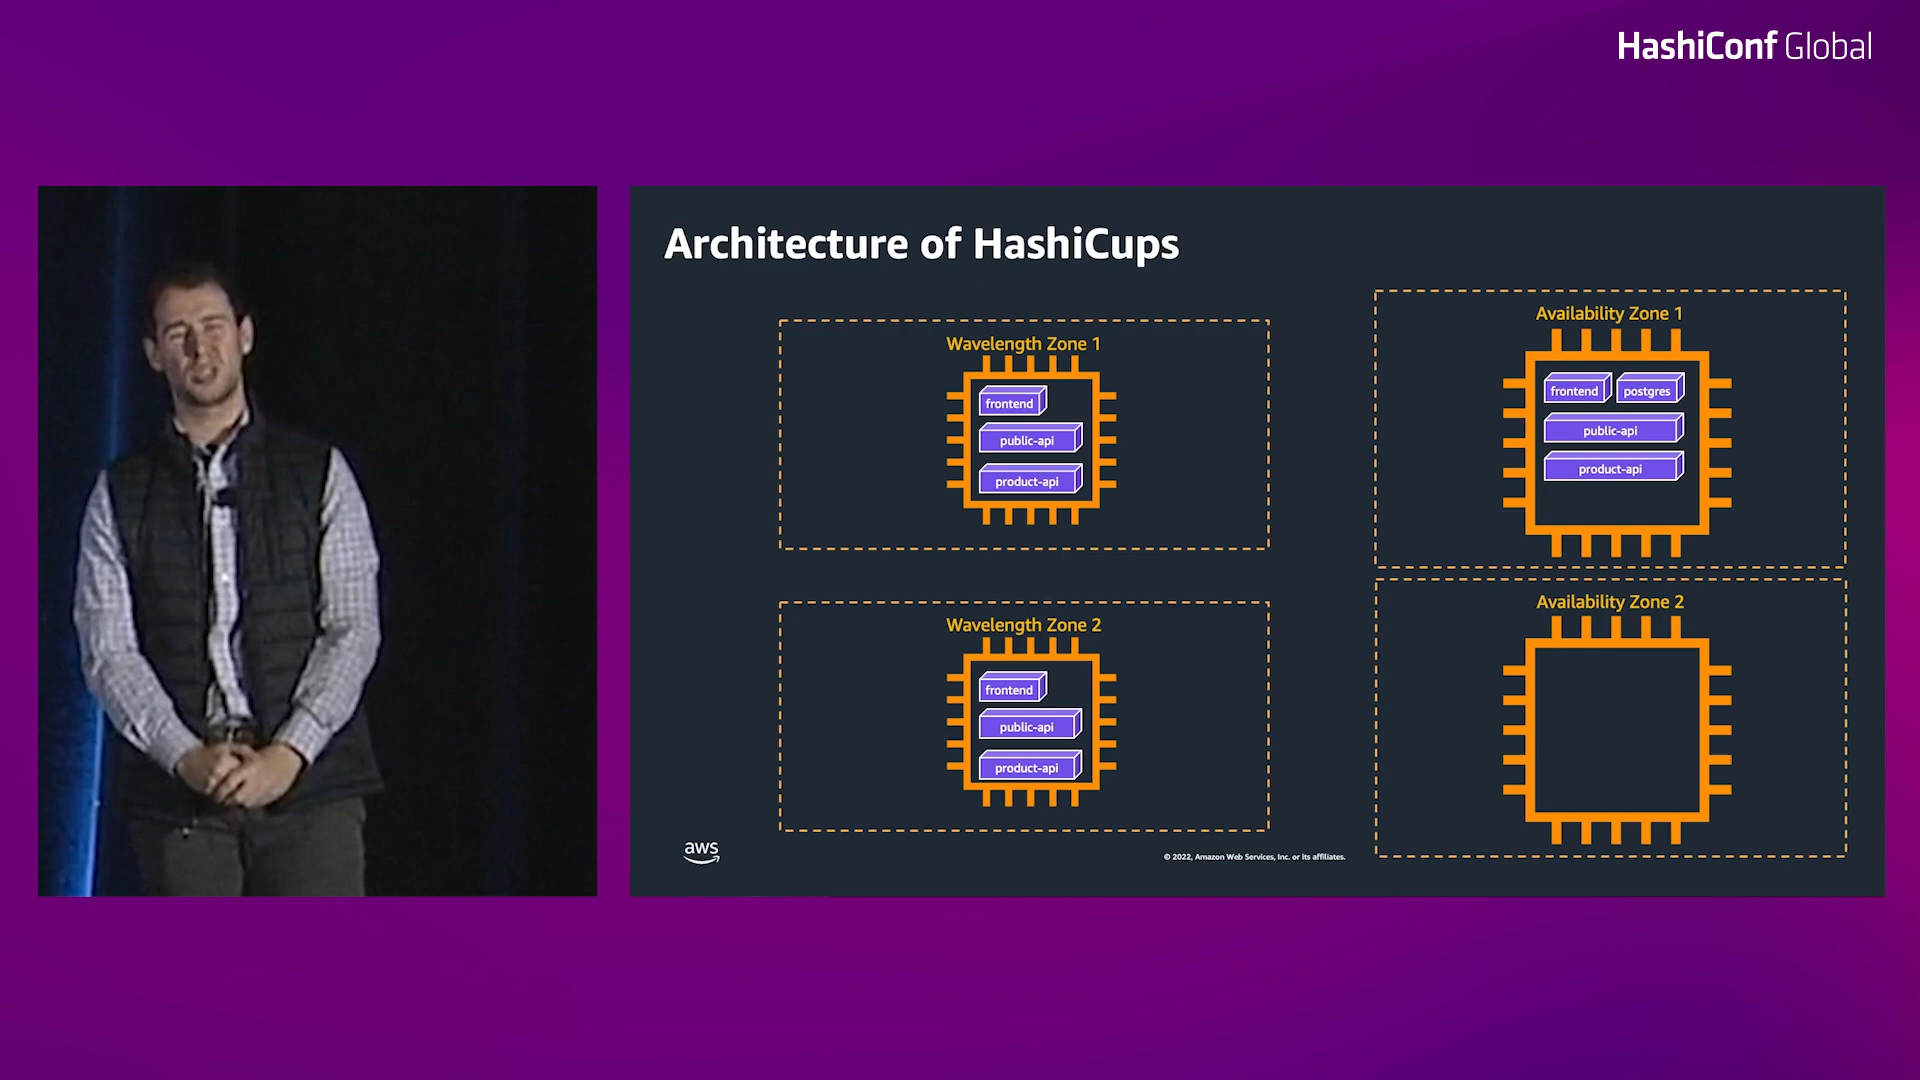 HashiConf Global
Architecture of HashiCups
Wavelength Zone 1
frontend
public-api
product-api
Wavelength Zone 2
frontend
public-api
product-api
Availability Zone 1
frontend postgres
public-api
product-api
Availability Zone 2
aws
© 2022, Amazon Web Services, Inc. or its affiliates.